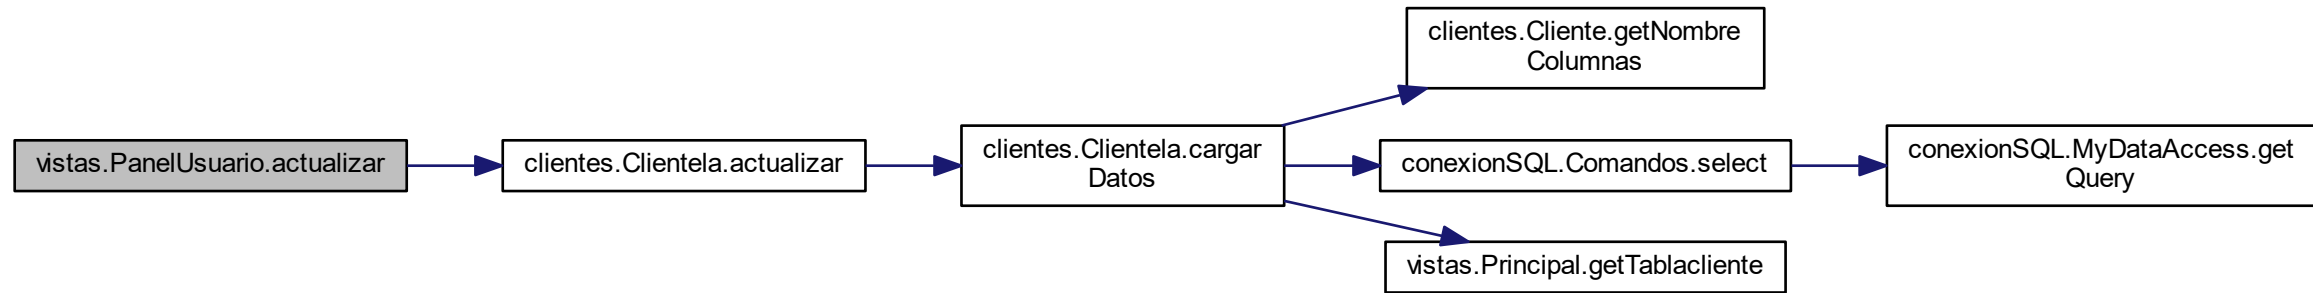 vistas.PanelUsuario.actualizar
clientes.Clientela.actualizar
clientes.Clientela.cargar
Datos
clientes.Cliente.getNombre
Columnas
conexionSQL.Comandos.select
vistas.Principal.getTablacliente
conexionSQL.MyDataAccess.get
Query